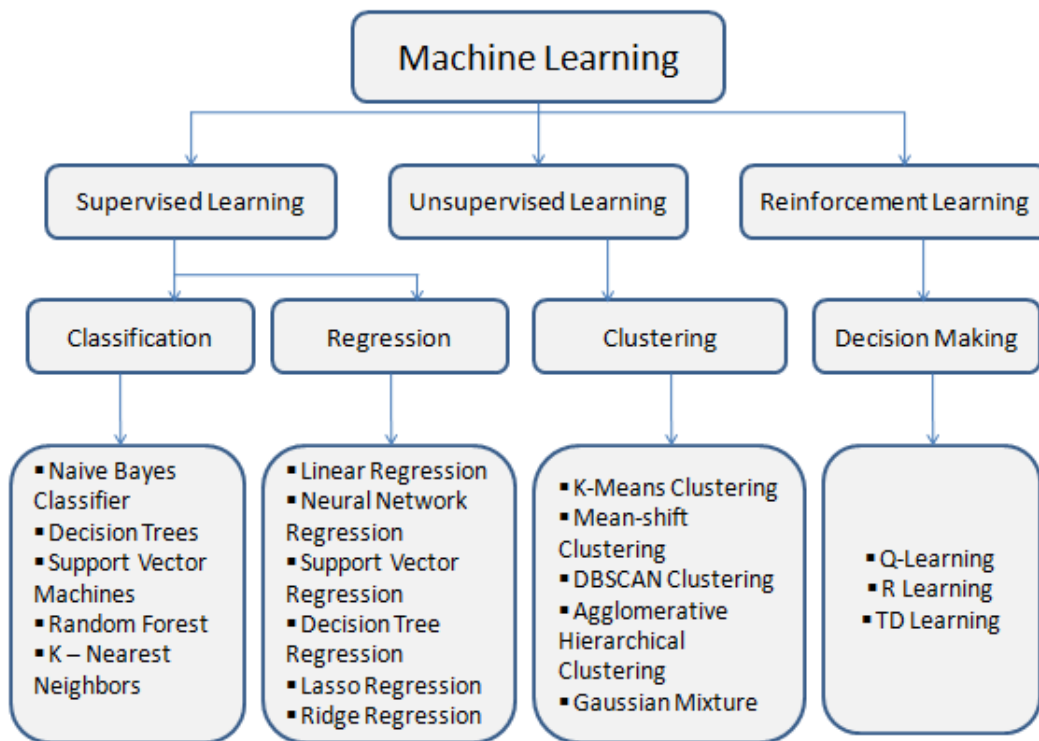 Machine Learning
Supervised Learning
Unsupervised Learning
Reinforcement Learning
Classification
Regression
Clustering
Decision Making
▪ Naive Bayes
Classifier
▪ Decision Trees
▪ Support Vector
Machines
▪ Random Forest
▪ K – Nearest
Neighbors
▪ Linear Regression
▪ Neural Network
Regression
▪ Support Vector
Regression
▪ Decision Tree
Regression
▪ Lasso Regression
▪ Ridge Regression
▪ K-Means Clustering
▪ Mean-shift
Clustering
▪ DBSCAN Clustering
▪ Agglomerative
Hierarchical
Clustering
▪ Gaussian Mixture
▪ Q-Learning
▪ R Learning
▪ TD Learning